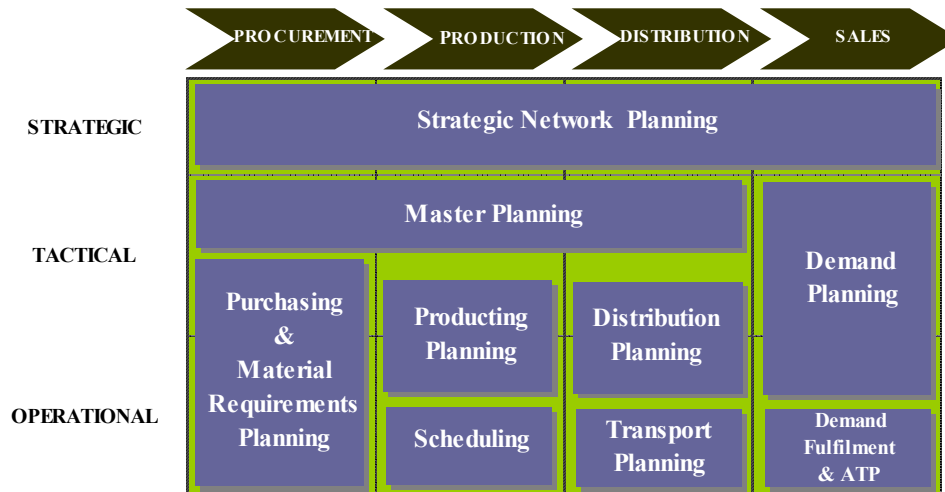 PROCUREMENT
PRODUCTION
DISTRIBUTION
SALES
STRATEGIC
Strategic Network Planning
TACTICAL
Master Planning
Demand
Planning
Purchasing
&
Material
Requirements
Planning
Producting
Planning
Distribution
Planning
OPERATIONAL
Scheduling
Transport
Planning
Demand
Fulfilment
& ATP